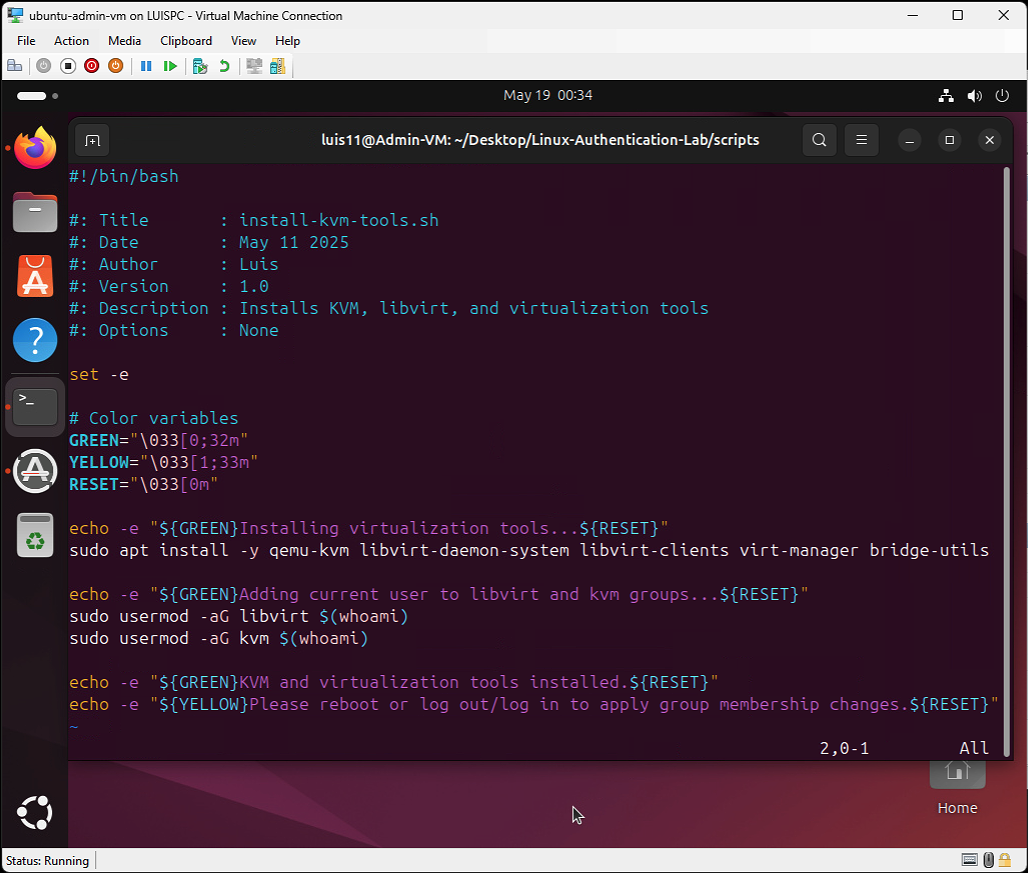 ubuntu-admin-vm on LUISPC - Virtual Machine Connection
File Action Media Clipboard View Help
May 19 00:34
luis11@Admin-VM: ~/Desktop/Linux-Authentication-Lab/scripts
#!/bin/bash
#: Title       : install-kvm-tools.sh
#: Date        : May 11 2025
#: Author      : Luis
#: Version     : 1.0
#: Description : Installs KVM, libvirt, and virtualization tools
#: Options     : None
set -e
# Color variables
GREEN="\033[0;32m"
YELLOW="\033[1;33m"
RESET="\033[0m"
echo -e "${GREEN}Installing virtualization tools...${RESET}"
sudo apt install -y qemu-kvm libvirt-daemon-system libvirt-clients virt-manager bridge-utils
echo -e "${GREEN}Adding current user to libvirt and kvm groups...${RESET}"
sudo usermod -aG libvirt $(whoami)
sudo usermod -aG kvm $(whoami)
echo -e "${GREEN}KVM and virtualization tools installed.${RESET}"
echo -e "${YELLOW}Please reboot or log out/log in to apply group membership changes.${RESET}"
~
2,0-1 All
Home
Status: Running